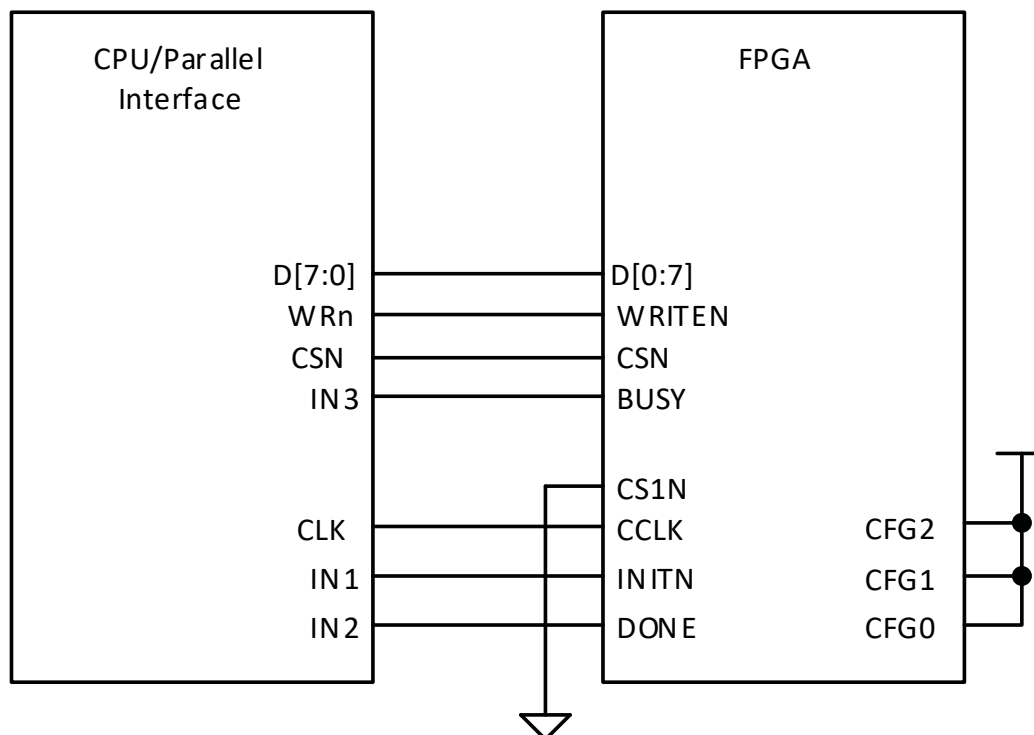 CPU/Parallel
Interface
FPGA
D[7:0]
D[0:7]
WRn
WRITEN
CSN
CSN
IN3
BUSY
CS1N
CLK
CCLK
CFG2
IN1
INITN
CFG1
IN2
DONE
CFG0